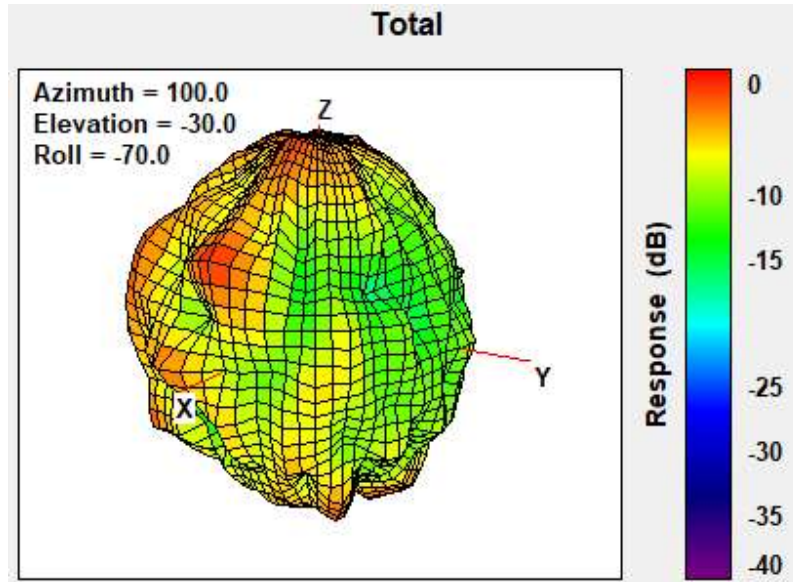 Total
Azimuth = 100.0
Elevation = -30.0
Roll = -70.0
Z
Y
X
Response (dB)
0
-10
-15
-25
-30
-35
-40